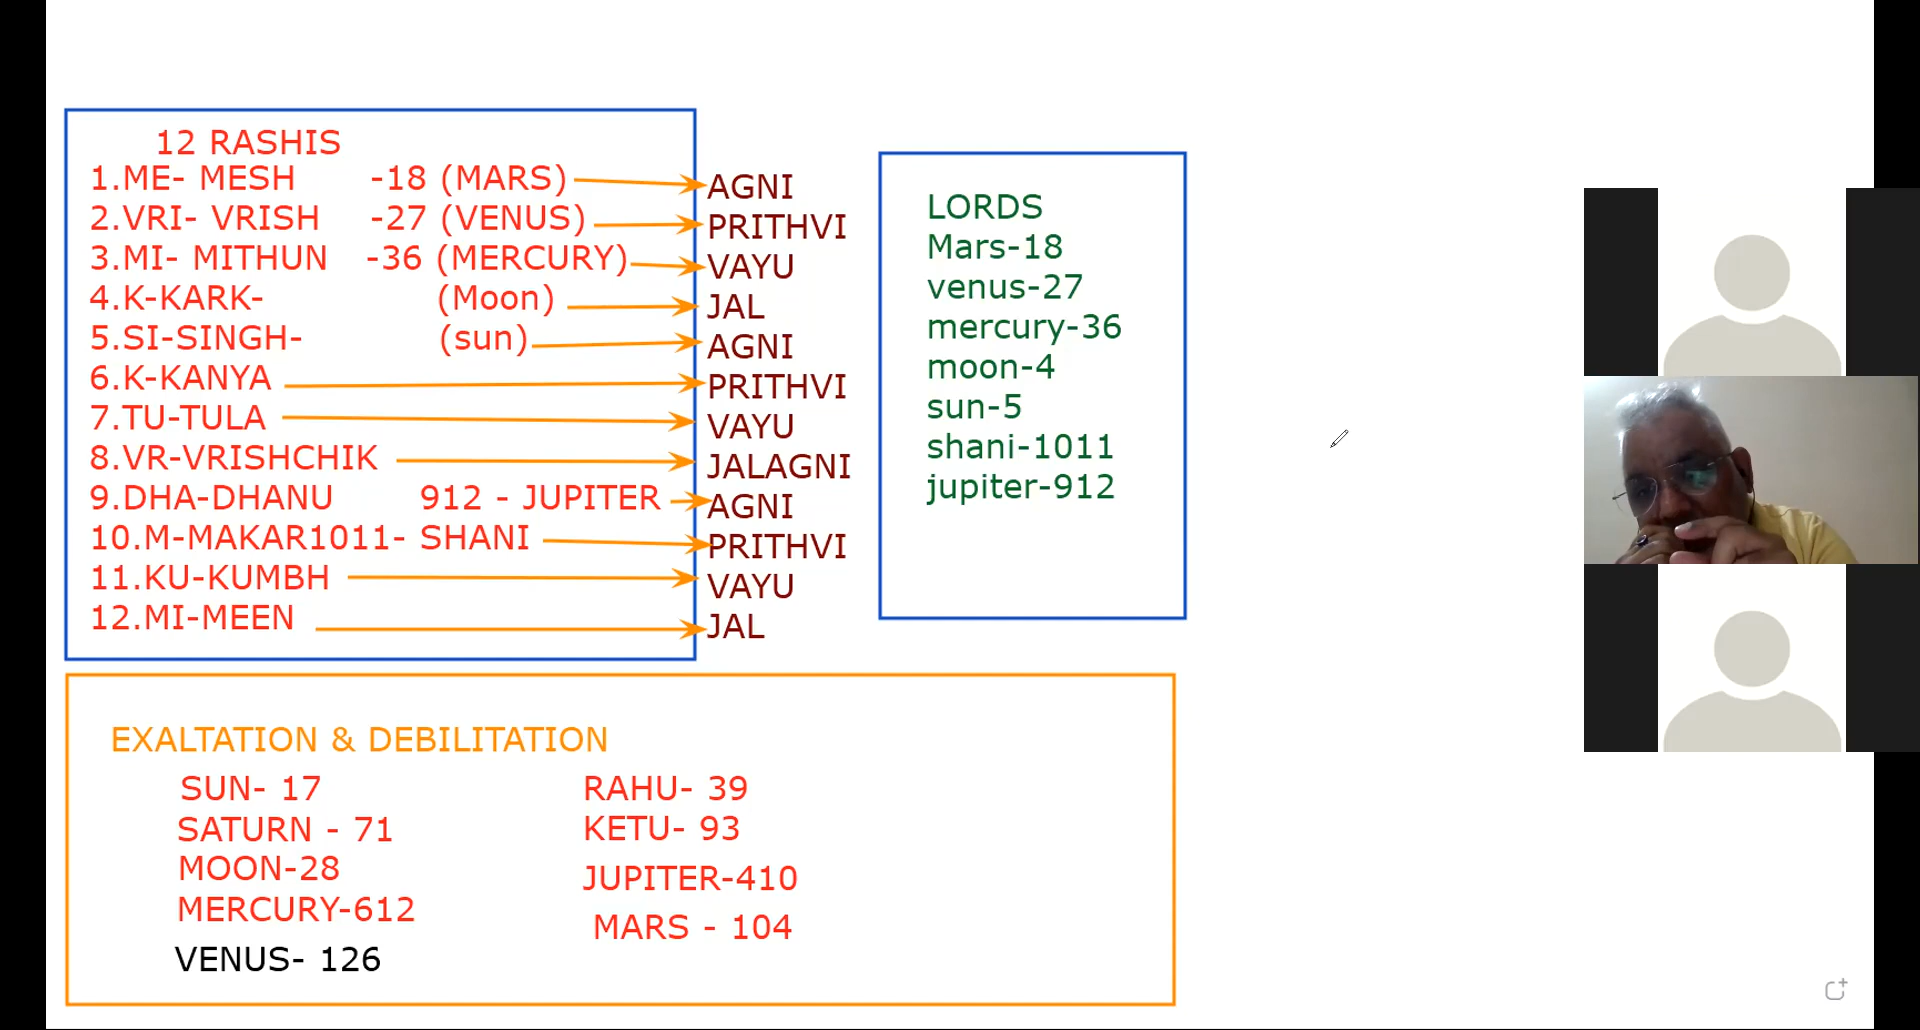 12 RASHIS
1.ME- MESH -18 (MARS) AGNI
2.VRI- VRISH -27 (VENUS) PRITHVI
3.MI- MITHUN -36 (MERCURY) VAYU
4.K-KARK- (Moon) JAL
5.SI-SINGH- (sun) AGNI
6.K-KANYA PRITHVI
7.TU-TULA VAYU
8.VR-VRISHCHIK JALAGNI
9.DHA-DHANU 912 - JUPITER AGNI
10.M-MAKAR1011- SHANI PRITHVI
11.KU-KUMBH VAYU
12.MI-MEEN JAL
LORDS
Mars-18
venus-27
mercury-36
moon-4
sun-5
shani-1011
jupiter-912
EXALTATION & DEBILITATION
SUN- 17
SATURN - 71
MOON-28
MERCURY-612
VENUS- 126
RAHU- 39
KETU- 93
JUPITER-410
MARS - 104